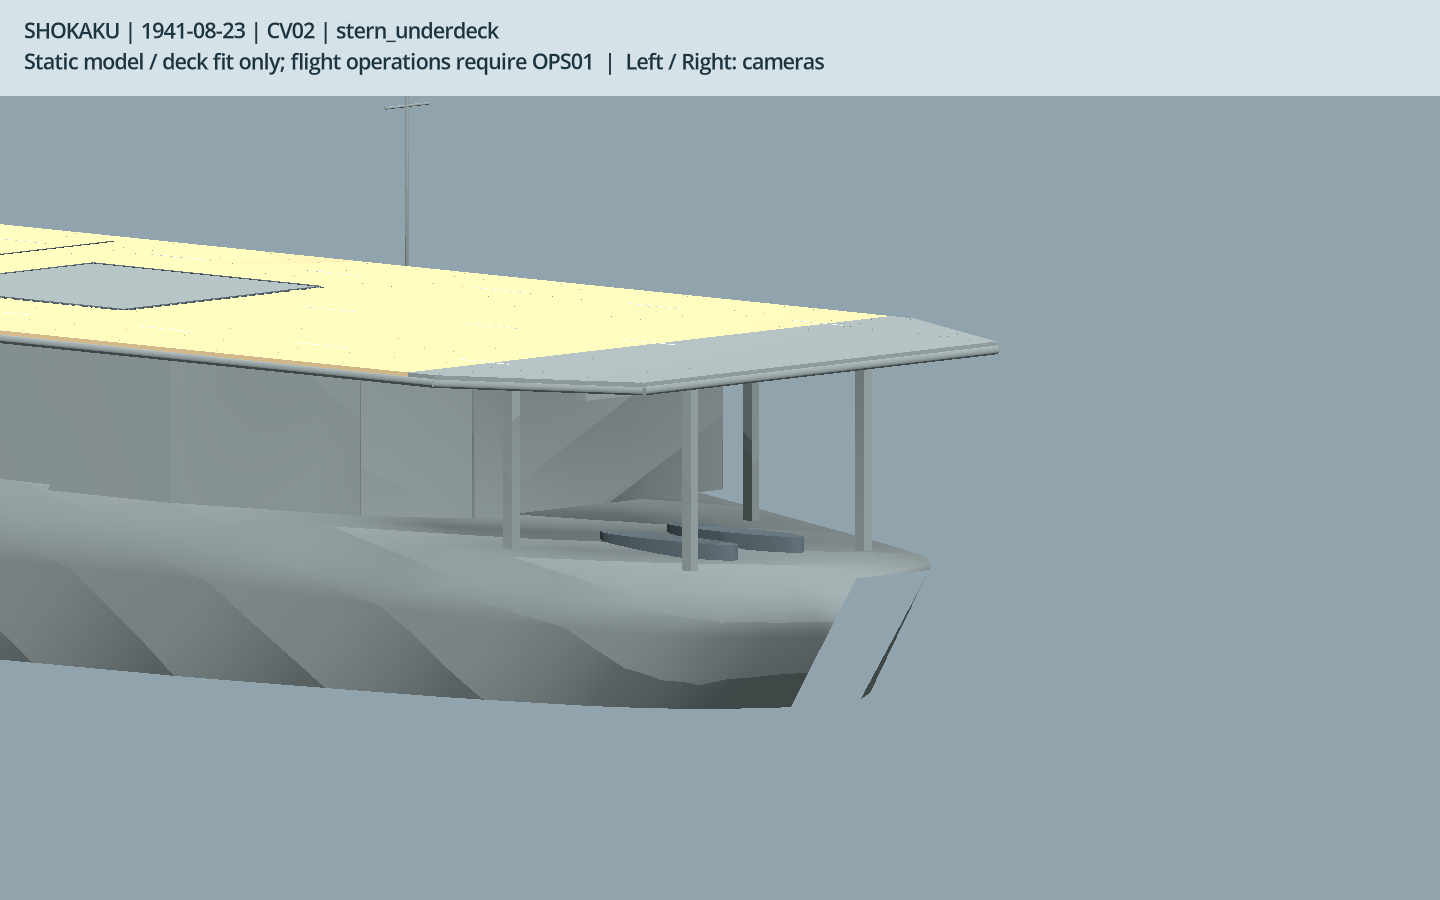 SHOKAKU | 1941-08-23 | CV02 | stern_underdeck
Static model / deck fit only; flight operations require OPS01 | Left / Right: cameras